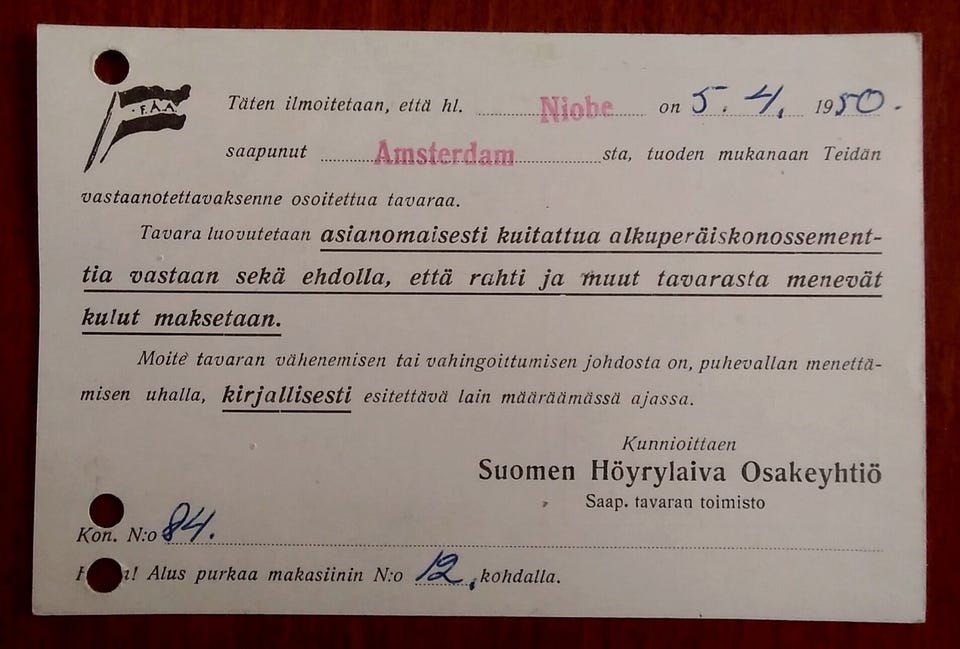 F.Å.A.
Täten ilmoitetaan, että hl. Niobe on 5. 4. 1950.
saapunut Amsterdam sta, tuoden mukanaan Teidän
vastaanotettavaksenne osoitettua tavaraa.
Tavara luovutetaan asianomaisesti kuitattua alkuperäiskonossement-
tia vastaan sekä ehdolla, että rahti ja muut tavarasta menevät
kulut maksetaan.
Moite tavaran vähenemisen tai vahingoittumisen johdosta on, puhevallan menettä-
misen uhalla, kirjallisesti esitettävä lain määräämässä ajassa.
Kunnioittaen
Suomen Höyrylaiva Osakeyhtiö
Saap. tavaran toimisto
Kon. N:o 84.
Alus purkaa makasiinin N:o 12, kohdalla.